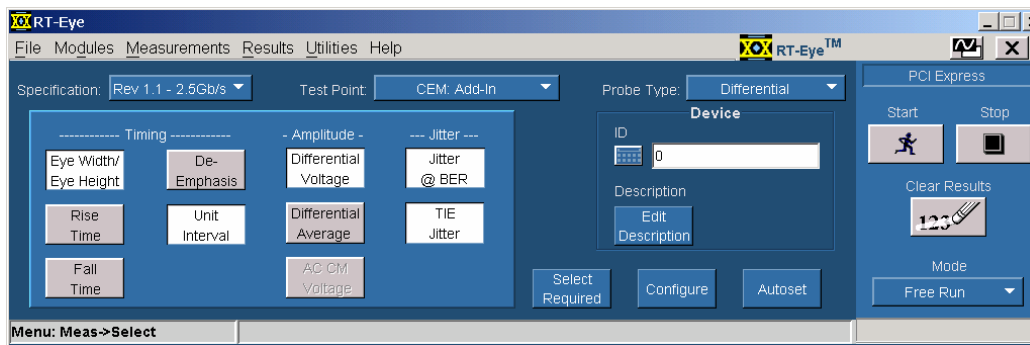 RT-Eye
File Modules Measurements Results Utilities Help RT-Eye™
Specification: Rev 1.1 - 2.5Gb/s Test Point: CEM: Add-In Probe Type: Differential
------------ Timing ------------
Eye Width/
Eye Height
De-
Emphasis
Rise
Time
Unit
Interval
Fall
Time
- Amplitude -
Differential
Voltage
Differential
Average
AC CM
Voltage
--- Jitter ---
Jitter
@ BER
TIE
Jitter
Device
ID
0
Description
Edit
Description
Select
Required
Configure
Autoset
PCI Express
Start Stop
Clear Results
123
Mode
Free Run
Menu: Meas->Select